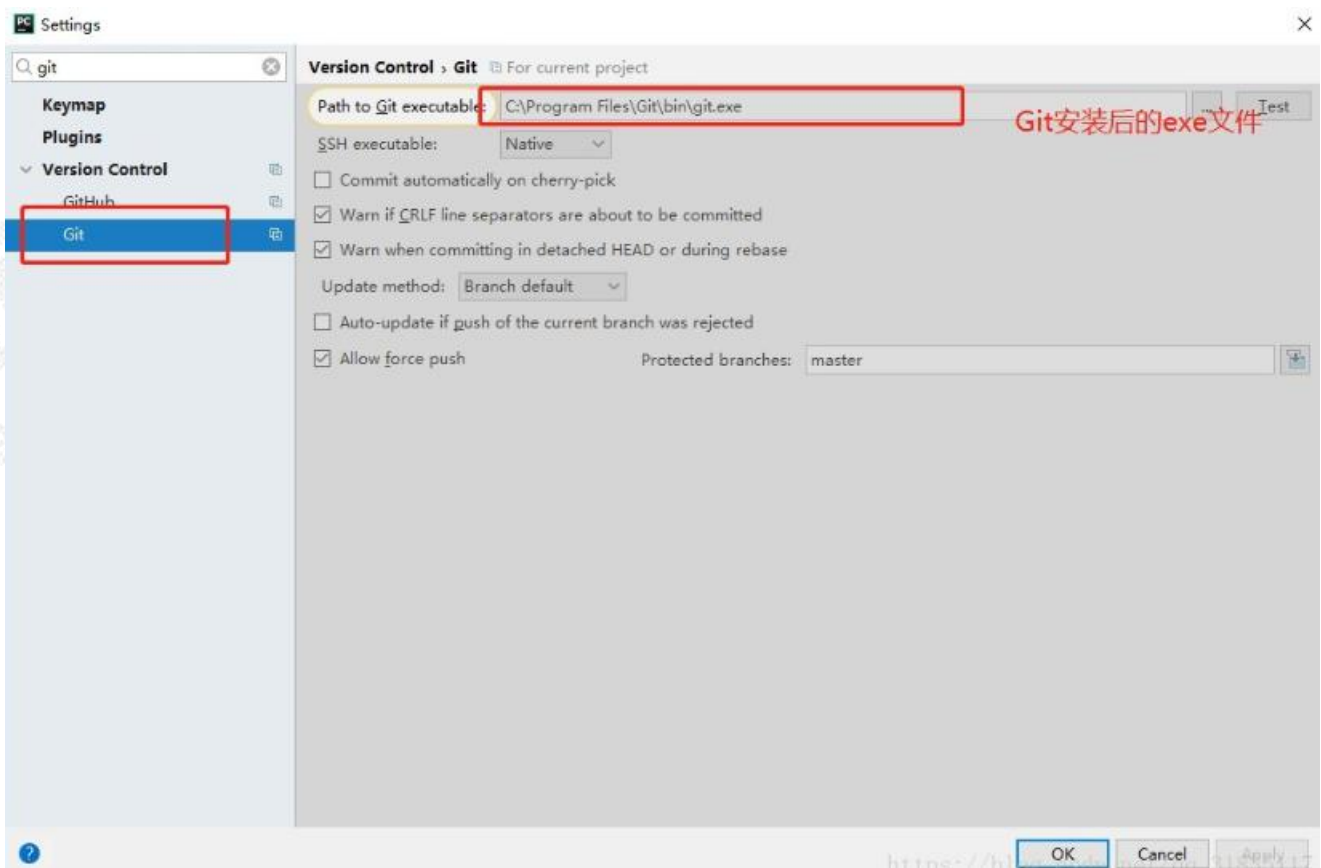 PC
Settings
git
Version Control › Git For current project
Keymap
Plugins
Version Control
GitHub
Git
Path to Git executable: C:\Program Files\Git\bin\git.exe ... Test
Git安装后的exe文件
SSH executable: Native
Commit automatically on cherry-pick
Warn if CRLF line separators are about to be committed
Warn when committing in detached HEAD or during rebase
Update method: Branch default
Auto-update if push of the current branch was rejected
Allow force push Protected branches: master
?
OK Cancel Apply